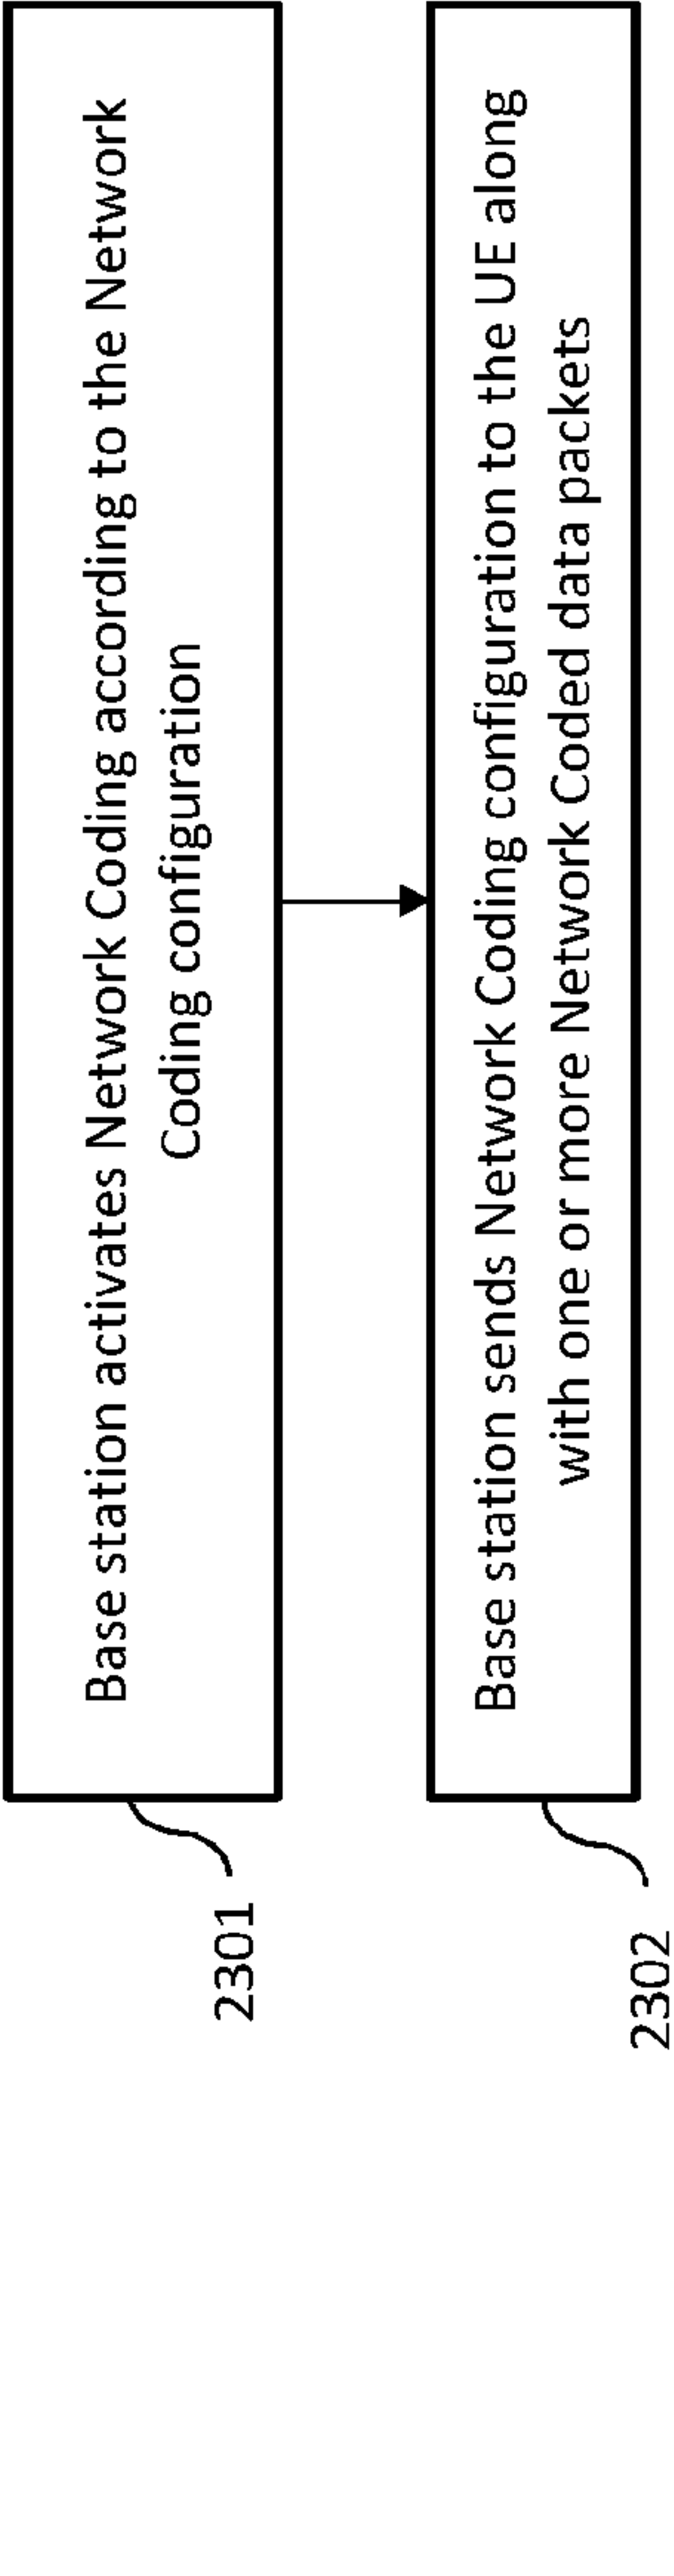 Base station activates Network Coding according to the Network
Coding configuration
2301
Base station sends Network Coding configuration to the UE along
with one or more Network Coded data packets
2302